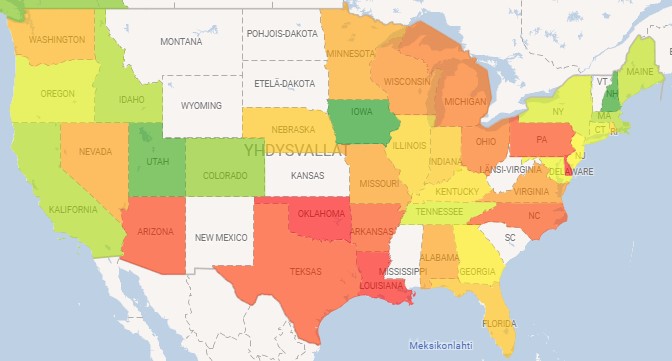 WASHINGTON
MONTANA
POHJOIS-DAKOTA
MINNESOTA
MAINE
OREGON
IDAHO
WYOMING
ETELÄ-DAKOTA
WISCONSIN
MICHIGAN
VT
NH
NY
MA
CT
RI
IOWA
NEBRASKA
YHDYSVALLAT
NEVADA
UTAH
COLORADO
KANSAS
MISSOURI
ILLINOIS
INDIANA
OHIO
PA
NJ
LÄNSI-VIRGINIA
DELAWARE
KENTUCKY
VIRGINIA
KALIFORNIA
ARIZONA
NEW MEXICO
OKLAHOMA
ARKANSAS
TENNESSEE
NC
SC
TEKSAS
LOUISIANA
MISSISSIPPI
ALABAMA
GEORGIA
FLORIDA
Meksikonlahti